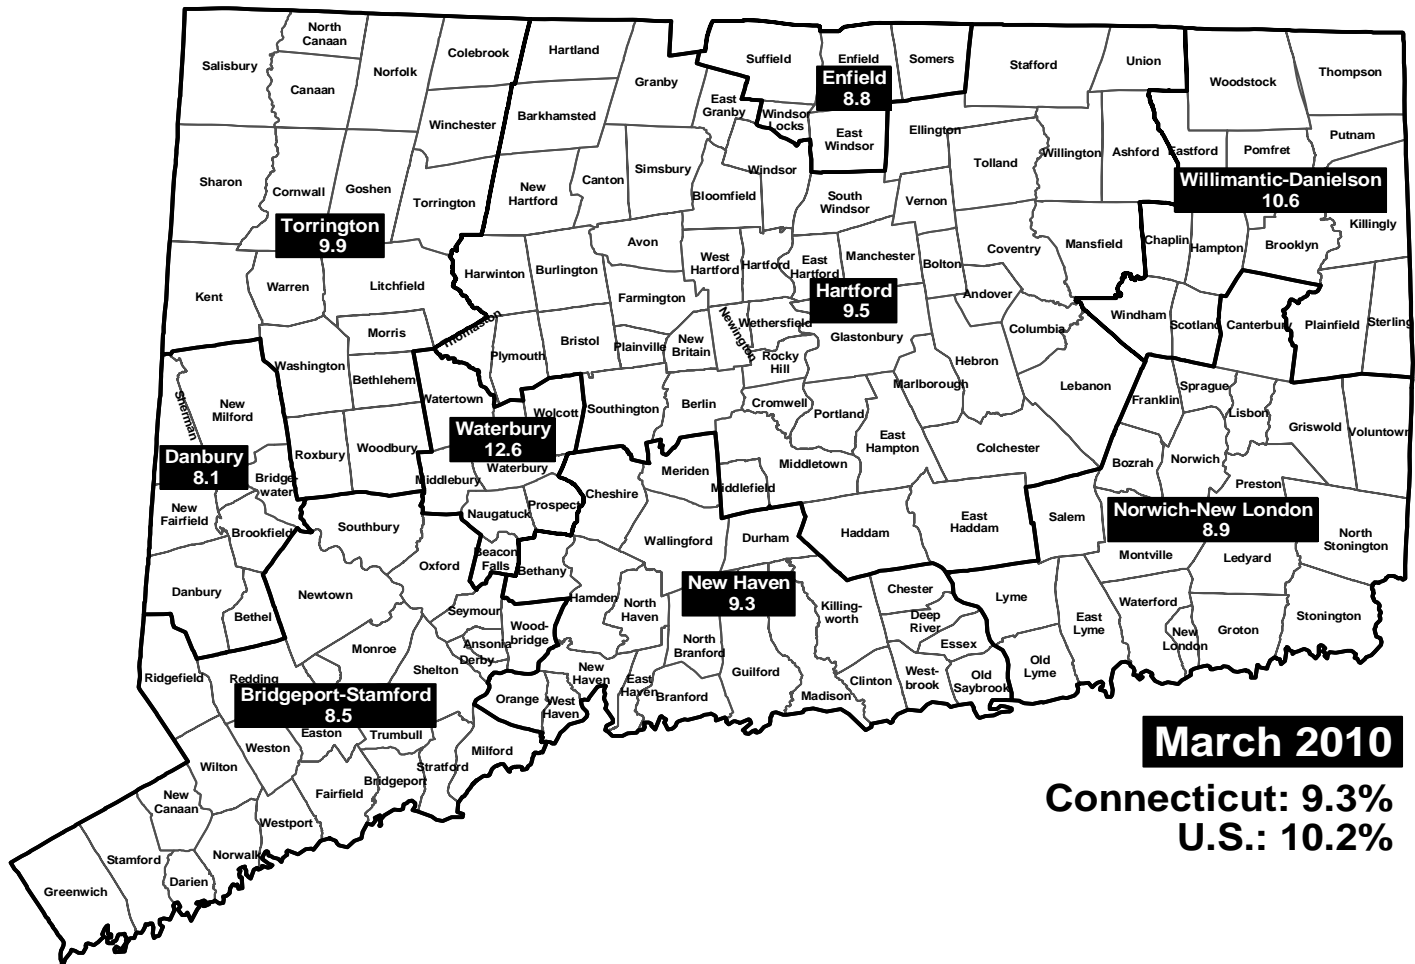 North
Canaan
Salisbury
Canaan
Norfolk
Colebrook
Hartland
Suffield
Enfield
Somers
Stafford
Union
Woodstock
Thompson
Enfield
8.8
Granby
East
Granby
Windsor
Locks
East
Windsor
Winchester
Barkhamsted
Ellington
Willington
Ashford
Eastford
Pomfret
Putnam
Sharon
Cornwall
Goshen
Torrington
New
Hartford
Canton
Simsbury
Bloomfield
Windsor
South
Windsor
Vernon
Tolland
Willimantic-Danielson
10.6
Torrington
9.9
Killingly
Avon
West
Hartford
Hartford
East
Hartford
Manchester
Bolton
Coventry
Mansfield
Chaplin
Hampton
Brooklyn
Kent
Warren
Litchfield
Harwinton
Burlington
Farmington
Hartford
9.5
Andover
Columbia
Windham
Scotland
Canterbury
Plainfield
Sterling
Morris
Thomaston
Plymouth
Bristol
Plainville
New
Britain
Newington
Wethersfield
Rocky
Hill
Glastonbury
Hebron
Marlborough
Lebanon
Washington
Bethlehem
Watertown
Wolcott
Southington
Berlin
Cromwell
Portland
Franklin
Sprague
Lisbon
Griswold
Voluntown
Sherman
New
Milford
Roxbury
Woodbury
Waterbury
12.6
Waterbury
Middlebury
East
Hampton
Colchester
Bozrah
Norwich
Preston
Danbury
8.1
Bridge-
water
Meriden
Middlefield
Middletown
Cheshire
Prospect
Naugatuck
New
Fairfield
Brookfield
Southbury
Norwich-New London
8.9
Haddam
East
Haddam
Salem
North
Stonington
Wallingford
Durham
Montville
Ledyard
Oxford
Beacon
Falls
Bethany
Danbury
Bethel
Newtown
Hamden
North
Haven
New Haven
9.3
Killing-
worth
Chester
Deep
River
Essex
Lyme
East
Lyme
Waterford
New
London
Groton
Stonington
Seymour
Wood-
bridge
Ansonia
Derby
Monroe
Shelton
North
Branford
Guilford
Madison
Clinton
West-
brook
Old
Saybrook
Old
Lyme
Ridgefield
Redding
Bridgeport-Stamford
8.5
Orange
West
Haven
New
Haven
East
Haven
Branford
Easton
Trumbull
Weston
Wilton
Milford
Stratford
Bridgeport
Fairfield
New
Canaan
Westport
Norwalk
Stamford
Darien
Greenwich
March 2010
Connecticut: 9.3%
U.S.: 10.2%